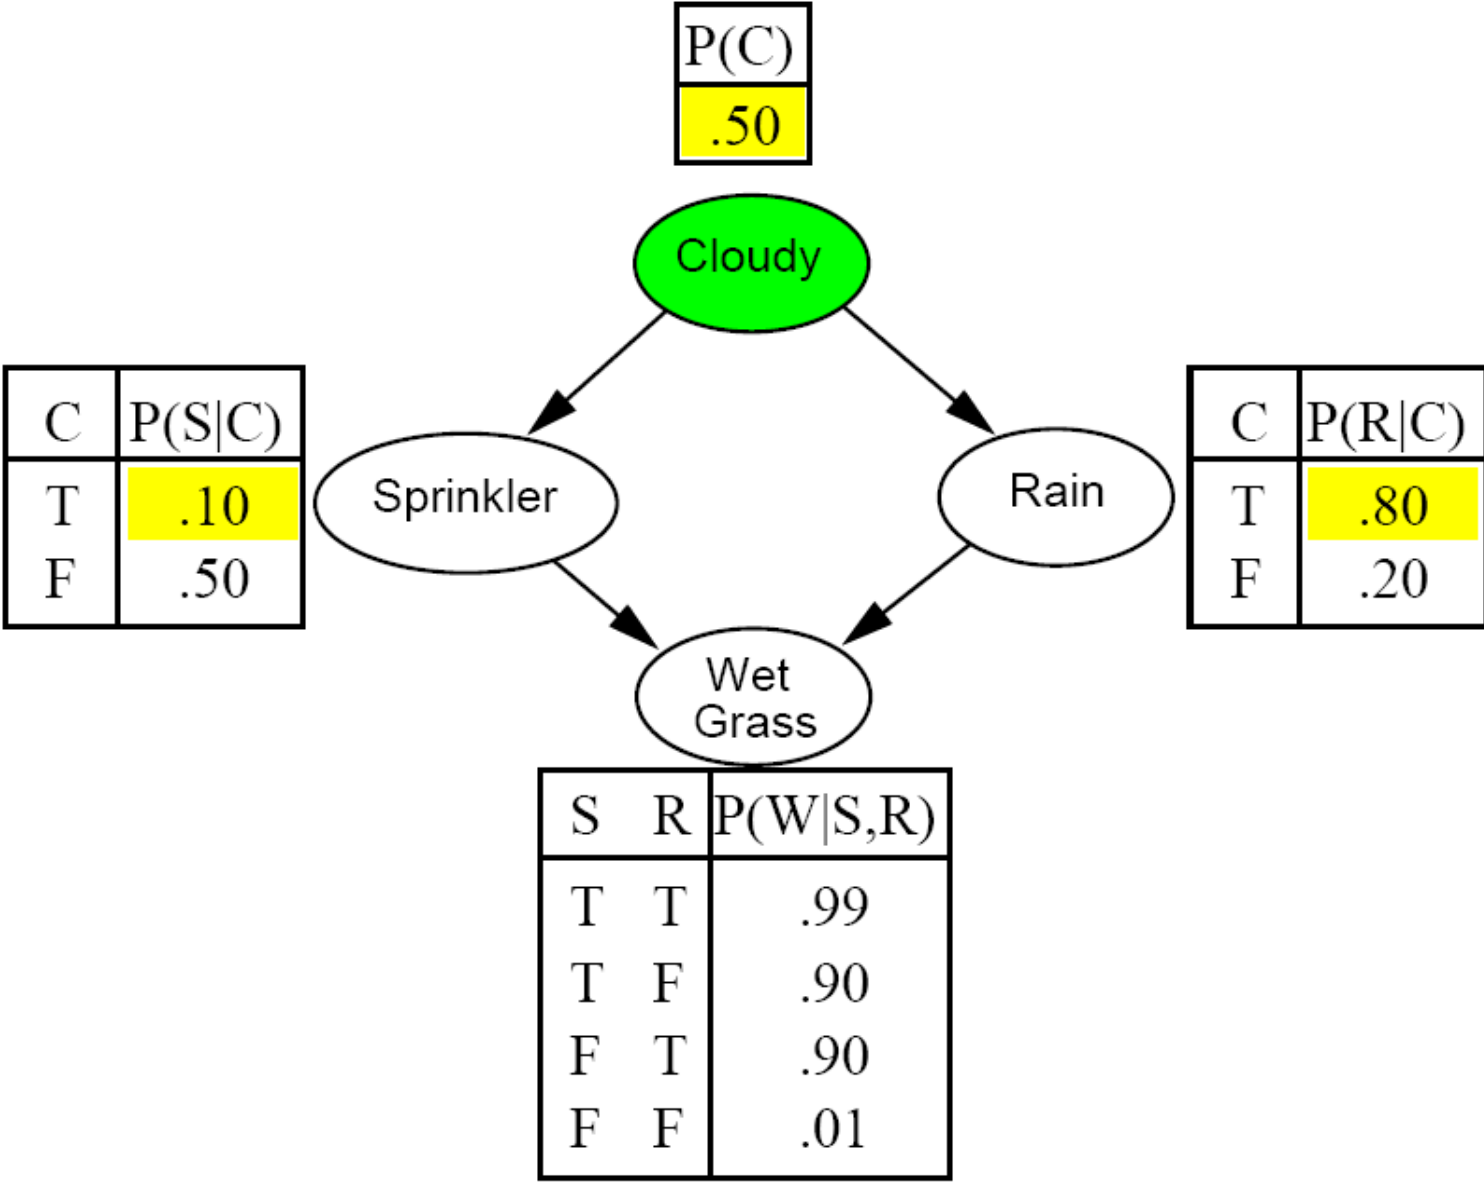 P(C)
.50
Cloudy
C P(S|C)
T .10
F .50
Sprinkler
Rain
C P(R|C)
T .80
F .20
Wet
Grass
S R P(W|S,R)
T T .99
T F .90
F T .90
F F .01